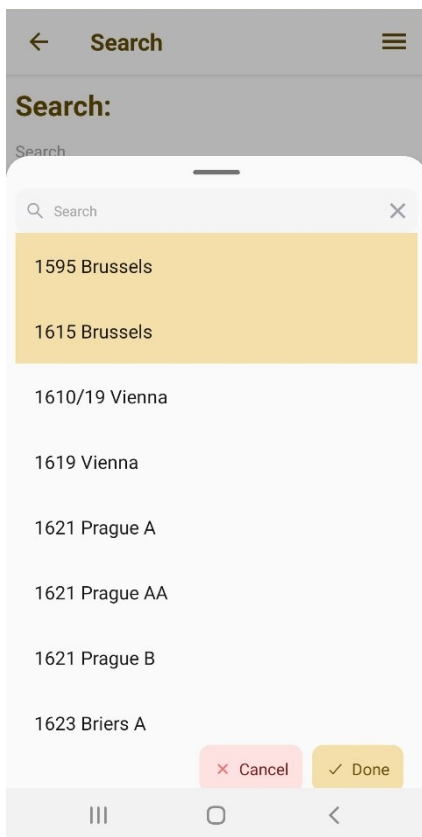 Search
Search:
Search
Search
1595 Brussels
1615 Brussels
1610/19 Vienna
1619 Vienna
1621 Prague A
1621 Prague AA
1621 Prague B
1623 Briers A
Cancel
Done